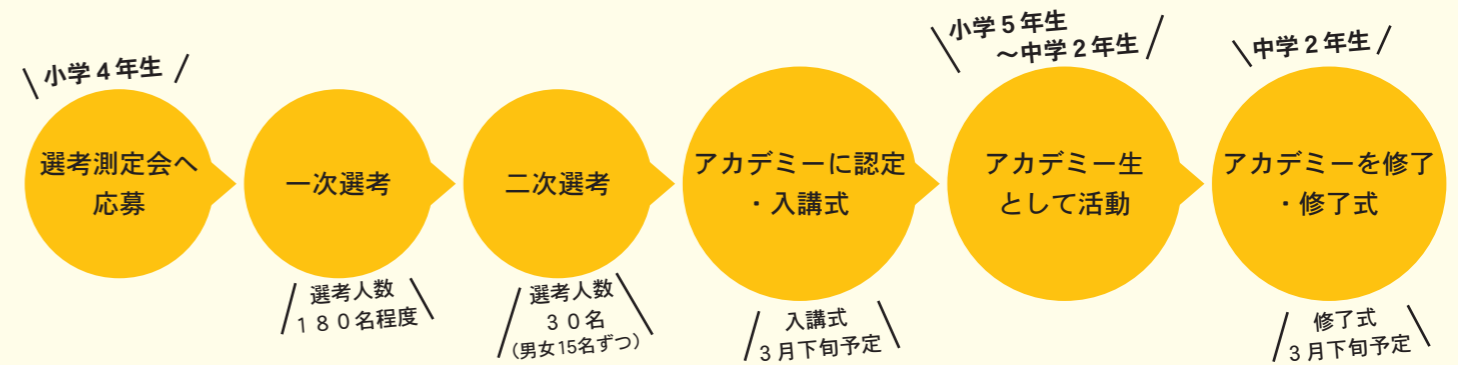 小学4年生
選考測定会へ
応募
一次選考
選考人数
180名程度
二次選考
選考人数
30名
(男女15名ずつ)
アカデミーに認定
・入講式
入講式
3月下旬予定
小学5年生
～中学2年生
アカデミー生
として活動
中学2年生
アカデミーを修了
・修了式
修了式
3月下旬予定